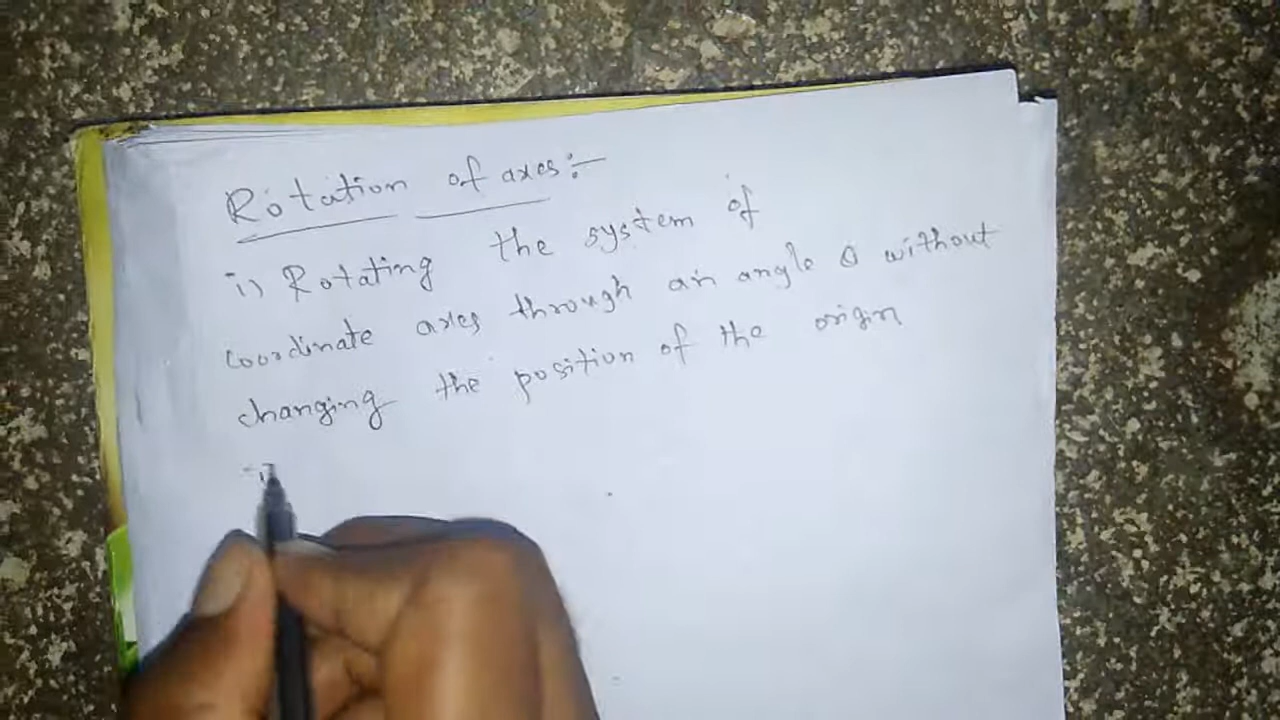 Rotation of axes:-
i) Rotating the system of
coordinate axes through an angle θ without
changing the position of the origin